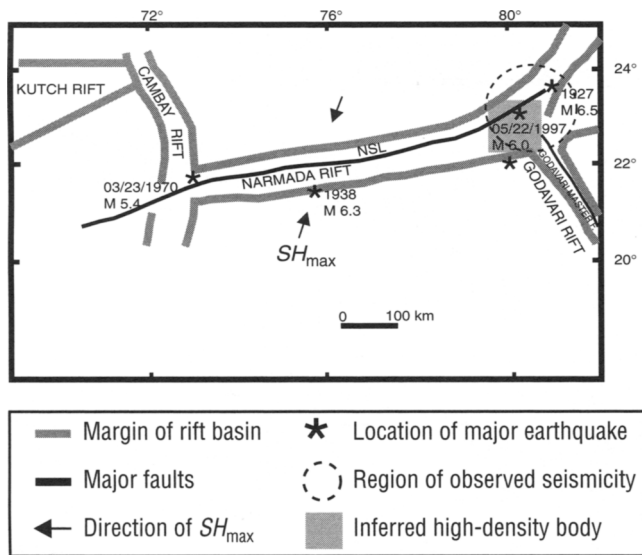 72°
76°
80°
24°
22°
20°
KUTCH RIFT
CAMBAY RIFT
1927
M 6.5
05/22/1997
M 6.0
NSL
NARMADA RIFT
03/23/1970
M 5.4
1938
M 6.3
GODAVARI MASTER F.
GODAVARI RIFT
SHmax
0 100 km
Margin of rift basin
Location of major earthquake
Major faults
Region of observed seismicity
Direction of SHmax
Inferred high-density body